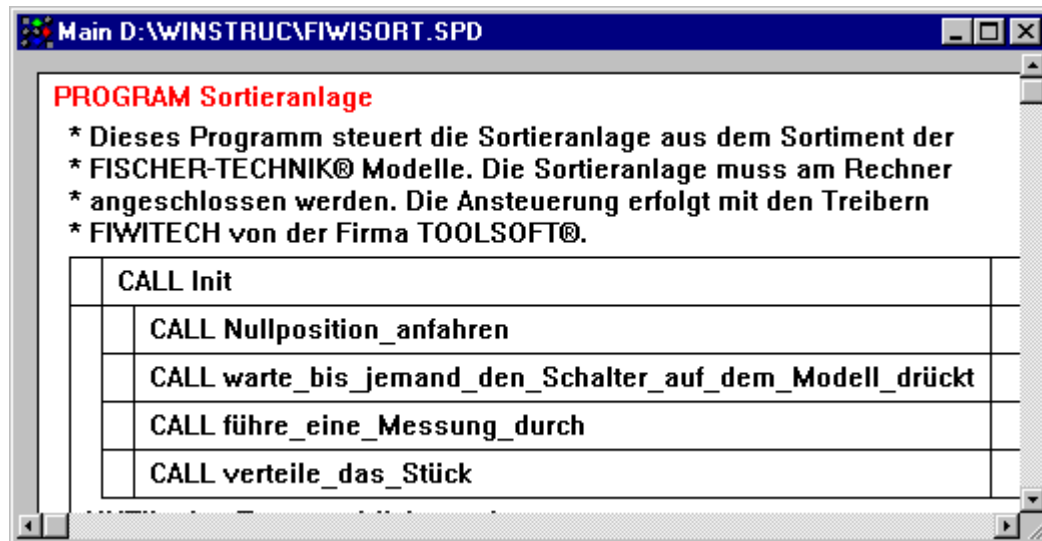 Main D:\WINSTRUC\FIWISORT.SPD
PROGRAM Sortieranlage
* Dieses Programm steuert die Sortieranlage aus dem Sortiment der
* FISCHER-TECHNIK® Modelle. Die Sortieranlage muss am Rechner
* angeschlossen werden. Die Ansteuerung erfolgt mit den Treibern
* FIWITECH von der Firma TOOLSOFT®.
CALL Init
CALL Nullposition_anfahren
CALL warte_bis_jemand_den_Schalter_auf_dem_Modell_drückt
CALL führe_eine_Messung_durch
CALL verteile_das_Stück